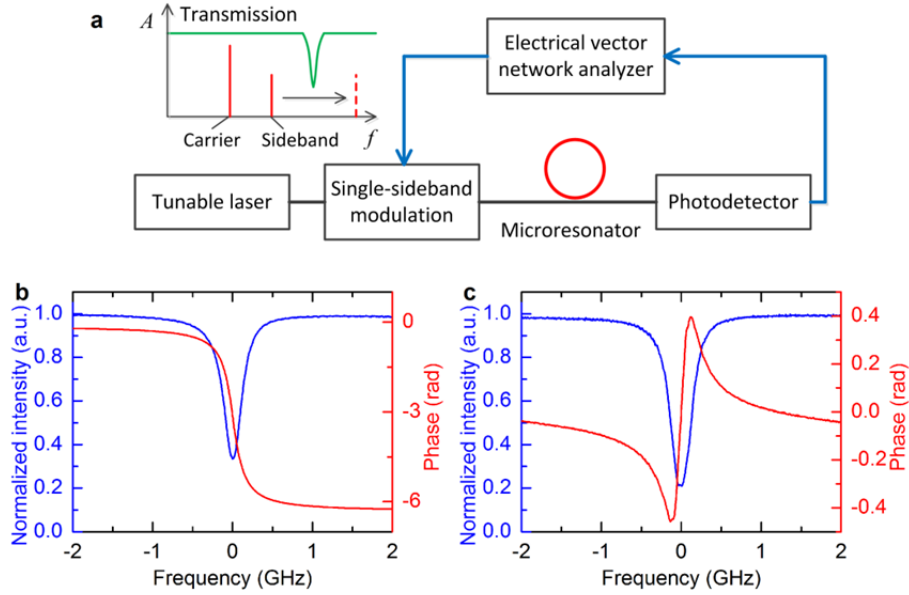 a
A
Transmission
Carrier
Sideband
f
Electrical vector
network analyzer
Tunable laser
Single-sideband
modulation
Microresonator
Photodetector
b
Normalized intensity (a.u.)
1.0
0.8
0.6
0.4
0.2
0.0
-2
-1
0
1
2
Frequency (GHz)
0
-3
-6
Phase (rad)
c
Normalized intensity (a.u.)
1.0
0.8
0.6
0.4
0.2
0.0
-2
-1
0
1
2
Frequency (GHz)
0.4
0.2
0.0
-0.2
-0.4
Phase (rad)